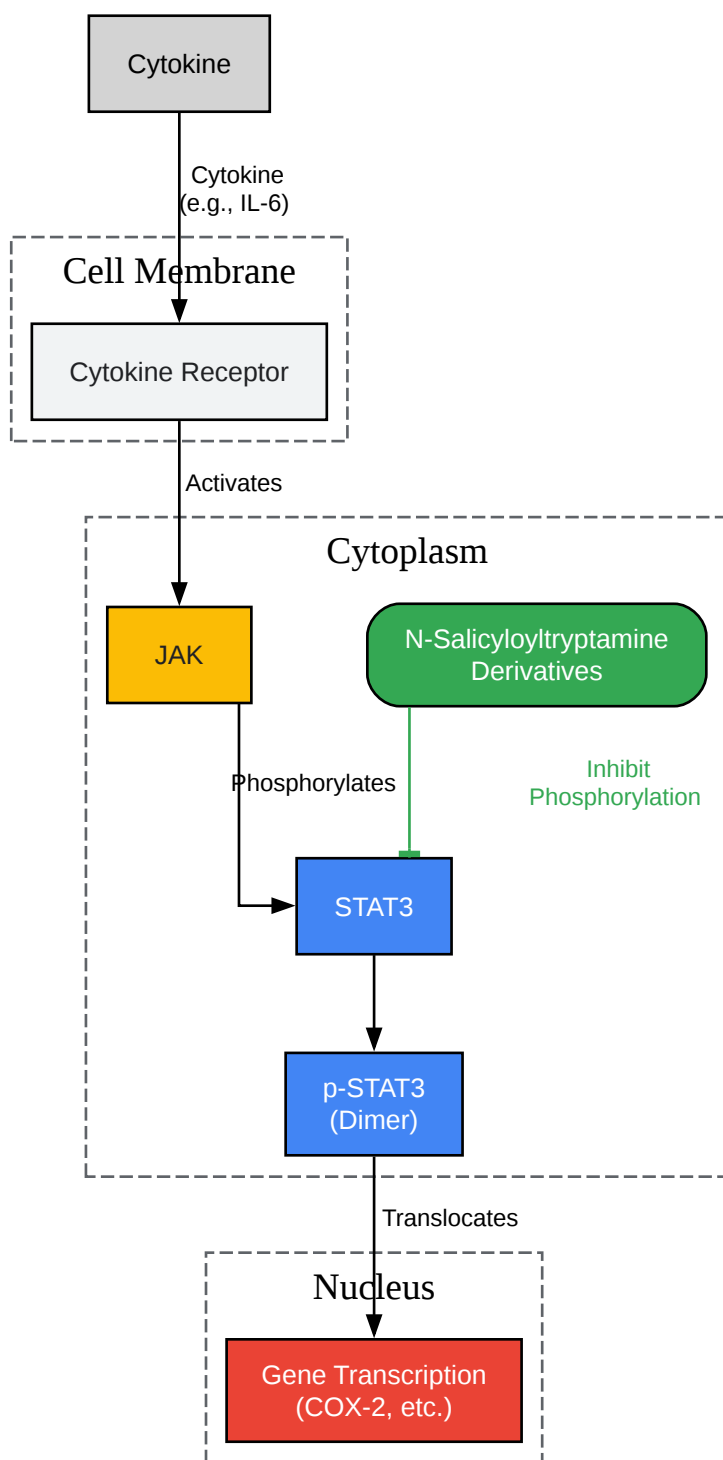 Cytokine
Cytokine
(e.g., IL-6)
Cell Membrane
Cytokine Receptor
Activates
Cytoplasm
JAK
N-Salicyloyltryptamine
Derivatives
Phosphorylates
Inhibit
Phosphorylation
STAT3
p-STAT3
(Dimer)
Translocates
Nucleus
Gene Transcription
(COX-2, etc.)